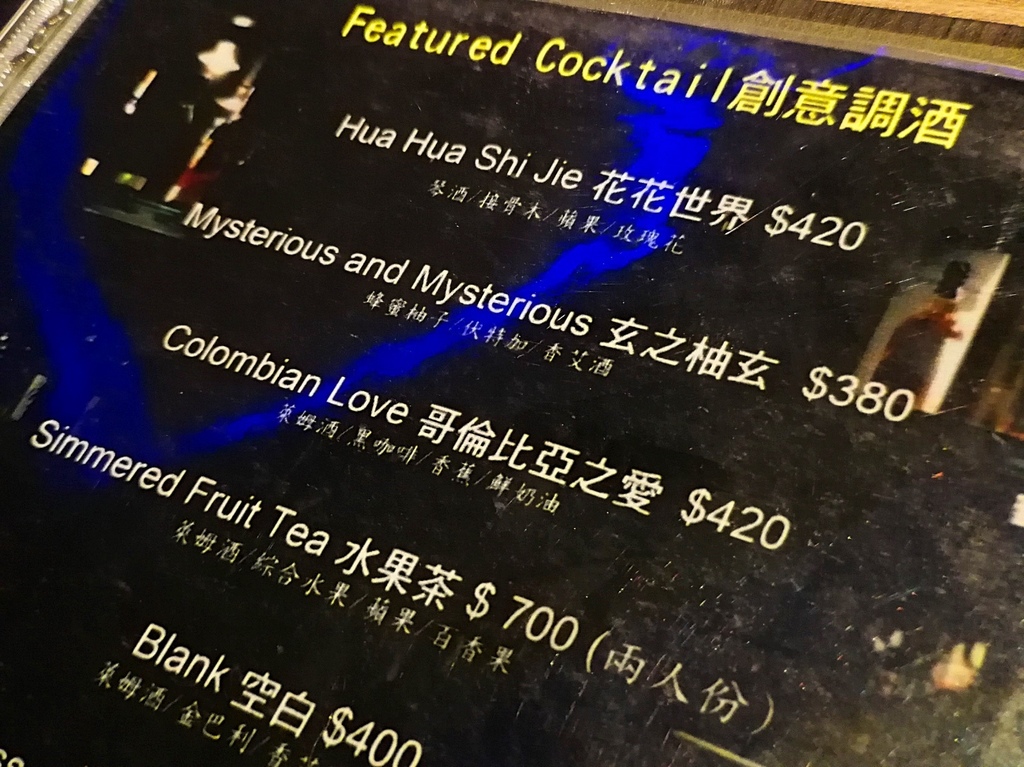 Featured Cocktail創意調酒
Hua Hua Shi Jie 花花世界 $420
琴酒/接骨木/蘋果/玫瑰花
Mysterious and Mysterious 玄之柚玄 $380
蜂蜜柚子/伏特加/香艾酒
Colombian Love 哥倫比亞之愛 $420
萊姆酒/黑咖啡/香蕉/鮮奶油
Simmered Fruit Tea 水果茶 $ 700 (兩人份)
萊姆酒/綜合水果/蘋果/百香果
Blank 空白 $400
萊姆酒/金巴利/香